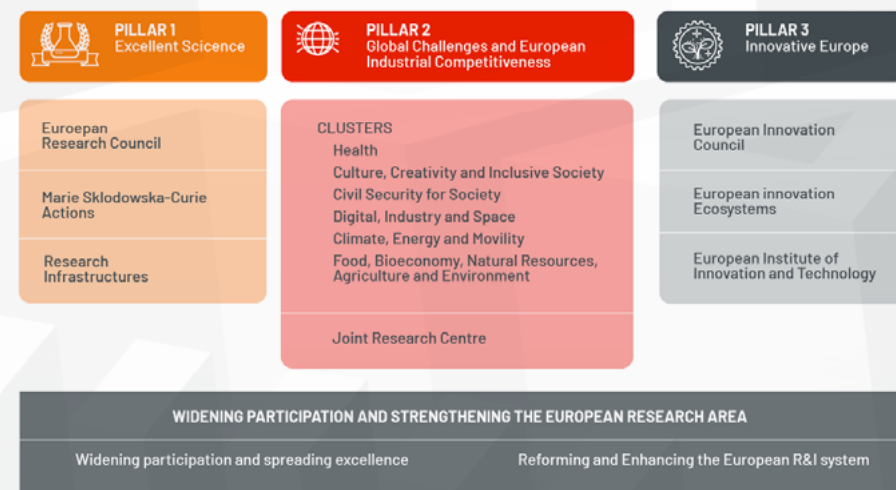 PILLAR 1
Excellent Scicence
Euroepan
Research Council
Marie Sklodowska-Curie
Actions
Research
Infrastructures
PILLAR 2
Global Challenges and European
Industrial Competitiveness
CLUSTERS
Health
Culture, Creativity and Inclusive Society
Civil Security for Society
Digital, Industry and Space
Climate, Energy and Movility
Food, Bioeconomy, Natural Resources,
Agriculture and Environment
Joint Research Centre
PILLAR 3
Innovative Europe
European Innovation
Council
European innovation
Ecosystems
European Institute of
Innovation and Technology
WIDENING PARTICIPATION AND STRENGTHENING THE EUROPEAN RESEARCH AREA
Widening participation and spreading excellence
Reforming and Enhancing the European R&I system